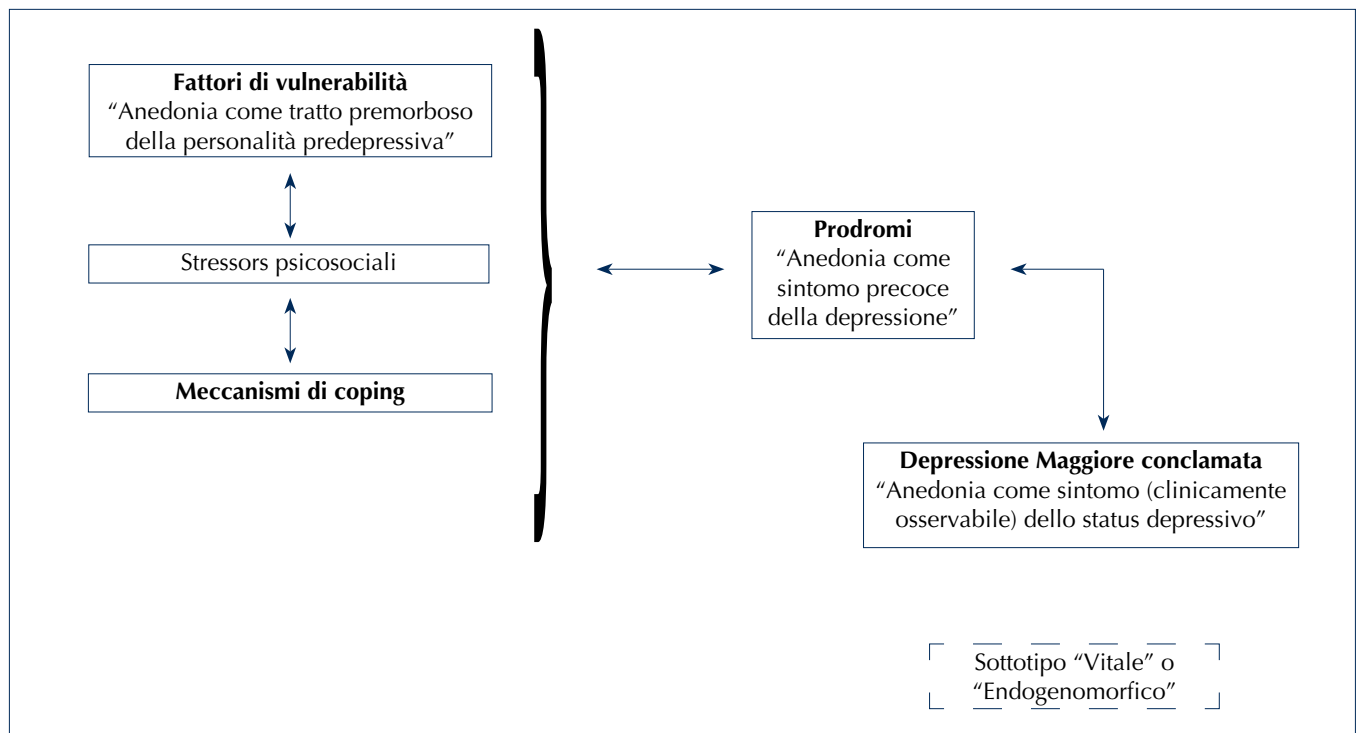 Fattori di vulnerabilità
“Anedonia come tratto premorboso
della personalità predepressiva”
Stressors psicosociali
Meccanismi di coping
Prodromi
“Anedonia come
sintomo precoce
della depressione”
Depressione Maggiore conclamata
“Anedonia come sintomo (clinicamente
osservabile) dello status depressivo”
Sottotipo “Vitale” o
“Endogenomorfico”